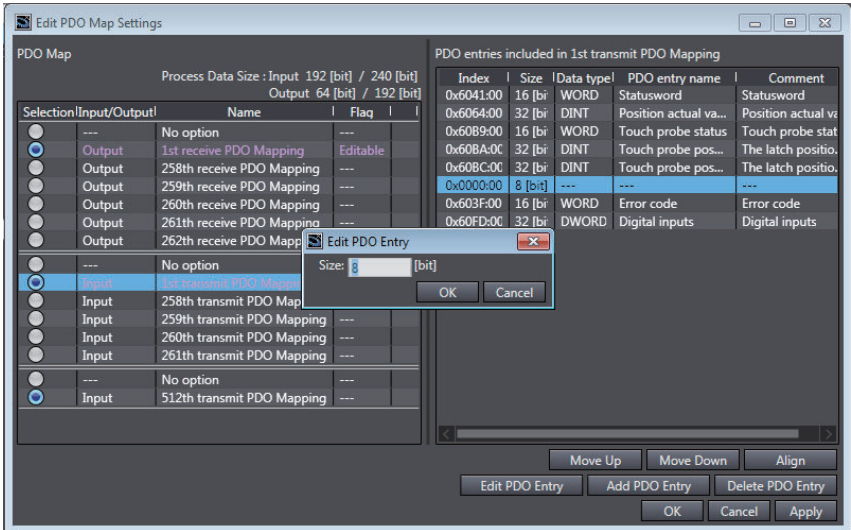 Edit PDO Map Settings
PDO Map
Process Data Size : Input 192 [bit] / 240 [bit]
Output 64 [bit] / 192 [bit]
Selection Input/Output Name Flag
--- No option ---
Output 1st receive PDO Mapping Editable
Output 258th receive PDO Mapping ---
Output 259th receive PDO Mapping ---
Output 260th receive PDO Mapping ---
Output 261th receive PDO Mapping ---
Output 262th receive PDO Mapp
--- No option
Input 1st transmit PDO Mappin
Input 258th transmit PDO Map
Input 259th transmit PDO Mapping ---
Input 260th transmit PDO Mapping ---
Input 261th transmit PDO Mapping ---
--- No option ---
Input 512th transmit PDO Mapping ---
PDO entries included in 1st transmit PDO Mapping
Index Size Data type PDO entry name Comment
0x6041:00 16 [bi WORD Statusword Statusword
0x6064:00 32 [bi DINT Position actual va... Position actual va
0x60B9:00 16 [bi WORD Touch probe status Touch probe stat
0x60BA:0C 32 [bi DINT Touch probe pos... The latch positio.
0x60BC:0C 32 [bi DINT Touch probe pos... The latch positio.
0x0000:00 8 [bit] --- --- ---
0x603F:00 16 [bi WORD Error code Error code
0x60FD:0C 32 [bi DWORD Digital inputs Digital inputs
Edit PDO Entry
Size: 8 [bit]
OK Cancel
Move Up Move Down Align
Edit PDO Entry Add PDO Entry Delete PDO Entry
OK Cancel Apply